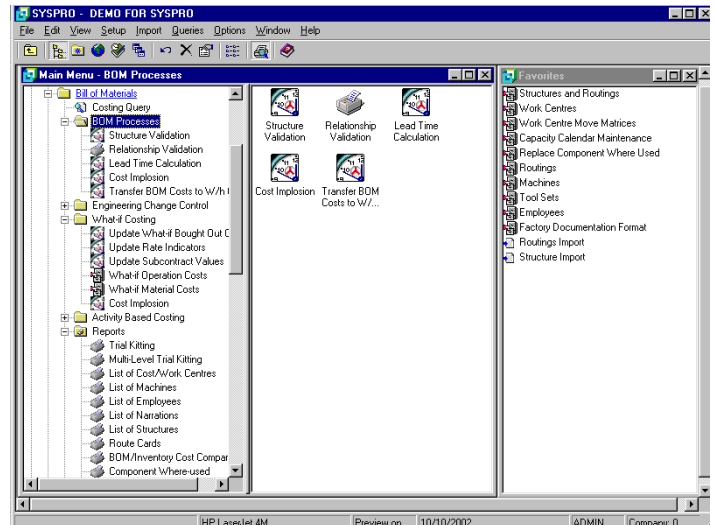 SYSPRO - DEMO FOR SYSPRO
File Edit View Setup Import Queries Options Window Help
Main Menu - BOM Processes
Bill of Materials
Costing Query
BOM Processes
Structure Validation
Relationship Validation
Lead Time Calculation
Cost Implosion
Transfer BOM Costs to W/h
Engineering Change Control
What-if Costing
Update What-if Bought Out C
Update Rate Indicators
Update Subcontract Values
What-if Operation Costs
What-if Material Costs
Cost Implosion
Activity Based Costing
Reports
Trial Kitting
Multi-Level Trial Kitting
List of Cost/Work Centres
List of Machines
List of Employees
List of Narrations
List of Structures
Route Cards
BOM/Inventory Cost Compar
Component Where-used
Structure Validation
Relationship Validation
Lead Time Calculation
Cost Implosion
Transfer BOM Costs to W/...
Favorites
Structures and Routings
Work Centres
Work Centre Move Matrices
Capacity Calendar Maintenance
Replace Component Where Used
Routings
Machines
Tool Sets
Employees
Factory Documentation Format
Routings Import
Structure Import
HP LaserJet 4M Preview on 10/10/2002 ADMIN Company: 0